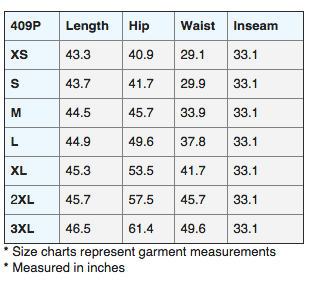 409P Length Hip Waist Inseam
XS 43.3 40.9 29.1 33.1
S 43.7 41.7 29.9 33.1
M 44.5 45.7 33.9 33.1
L 44.9 49.6 37.8 33.1
XL 45.3 53.5 41.7 33.1
2XL 45.7 57.5 45.7 33.1
3XL 46.5 61.4 49.6 33.1
* Size charts represent garment measurements
* Measured in inches